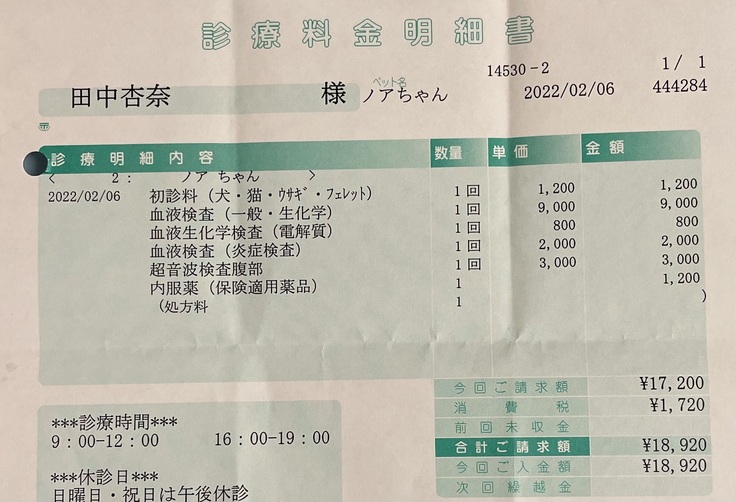 診療料金明細書
14530-2 1/ 1
田中杏奈 様 ペット名 ノアちゃん 2022/02/06 444284
診療明細内容 数量 単価 金額
< 2: ノア ちゃん >
2022/02/06 初診料（犬・猫・ｳｻｷﾞ・ﾌｪﾚｯﾄ） 1回 1,200 1,200
血液検査（一般・生化学） 1回 9,000 9,000
血液生化学検査（電解質） 1回 800 800
血液検査（炎症検査） 1回 2,000 2,000
超音波検査腹部 1回 3,000 3,000
内服薬（保険適用薬品） 1 1,200
（処方料 1 ）
今回ご請求額 ¥17,200
消費税 ¥1,720
前回未収金
合計ご請求額 ¥18,920
今回ご入金額 ¥18,920
次回繰越金
***診療時間***
9：00-12：00 16：00-19：00
***休診日***
日曜日・祝日は午後休診